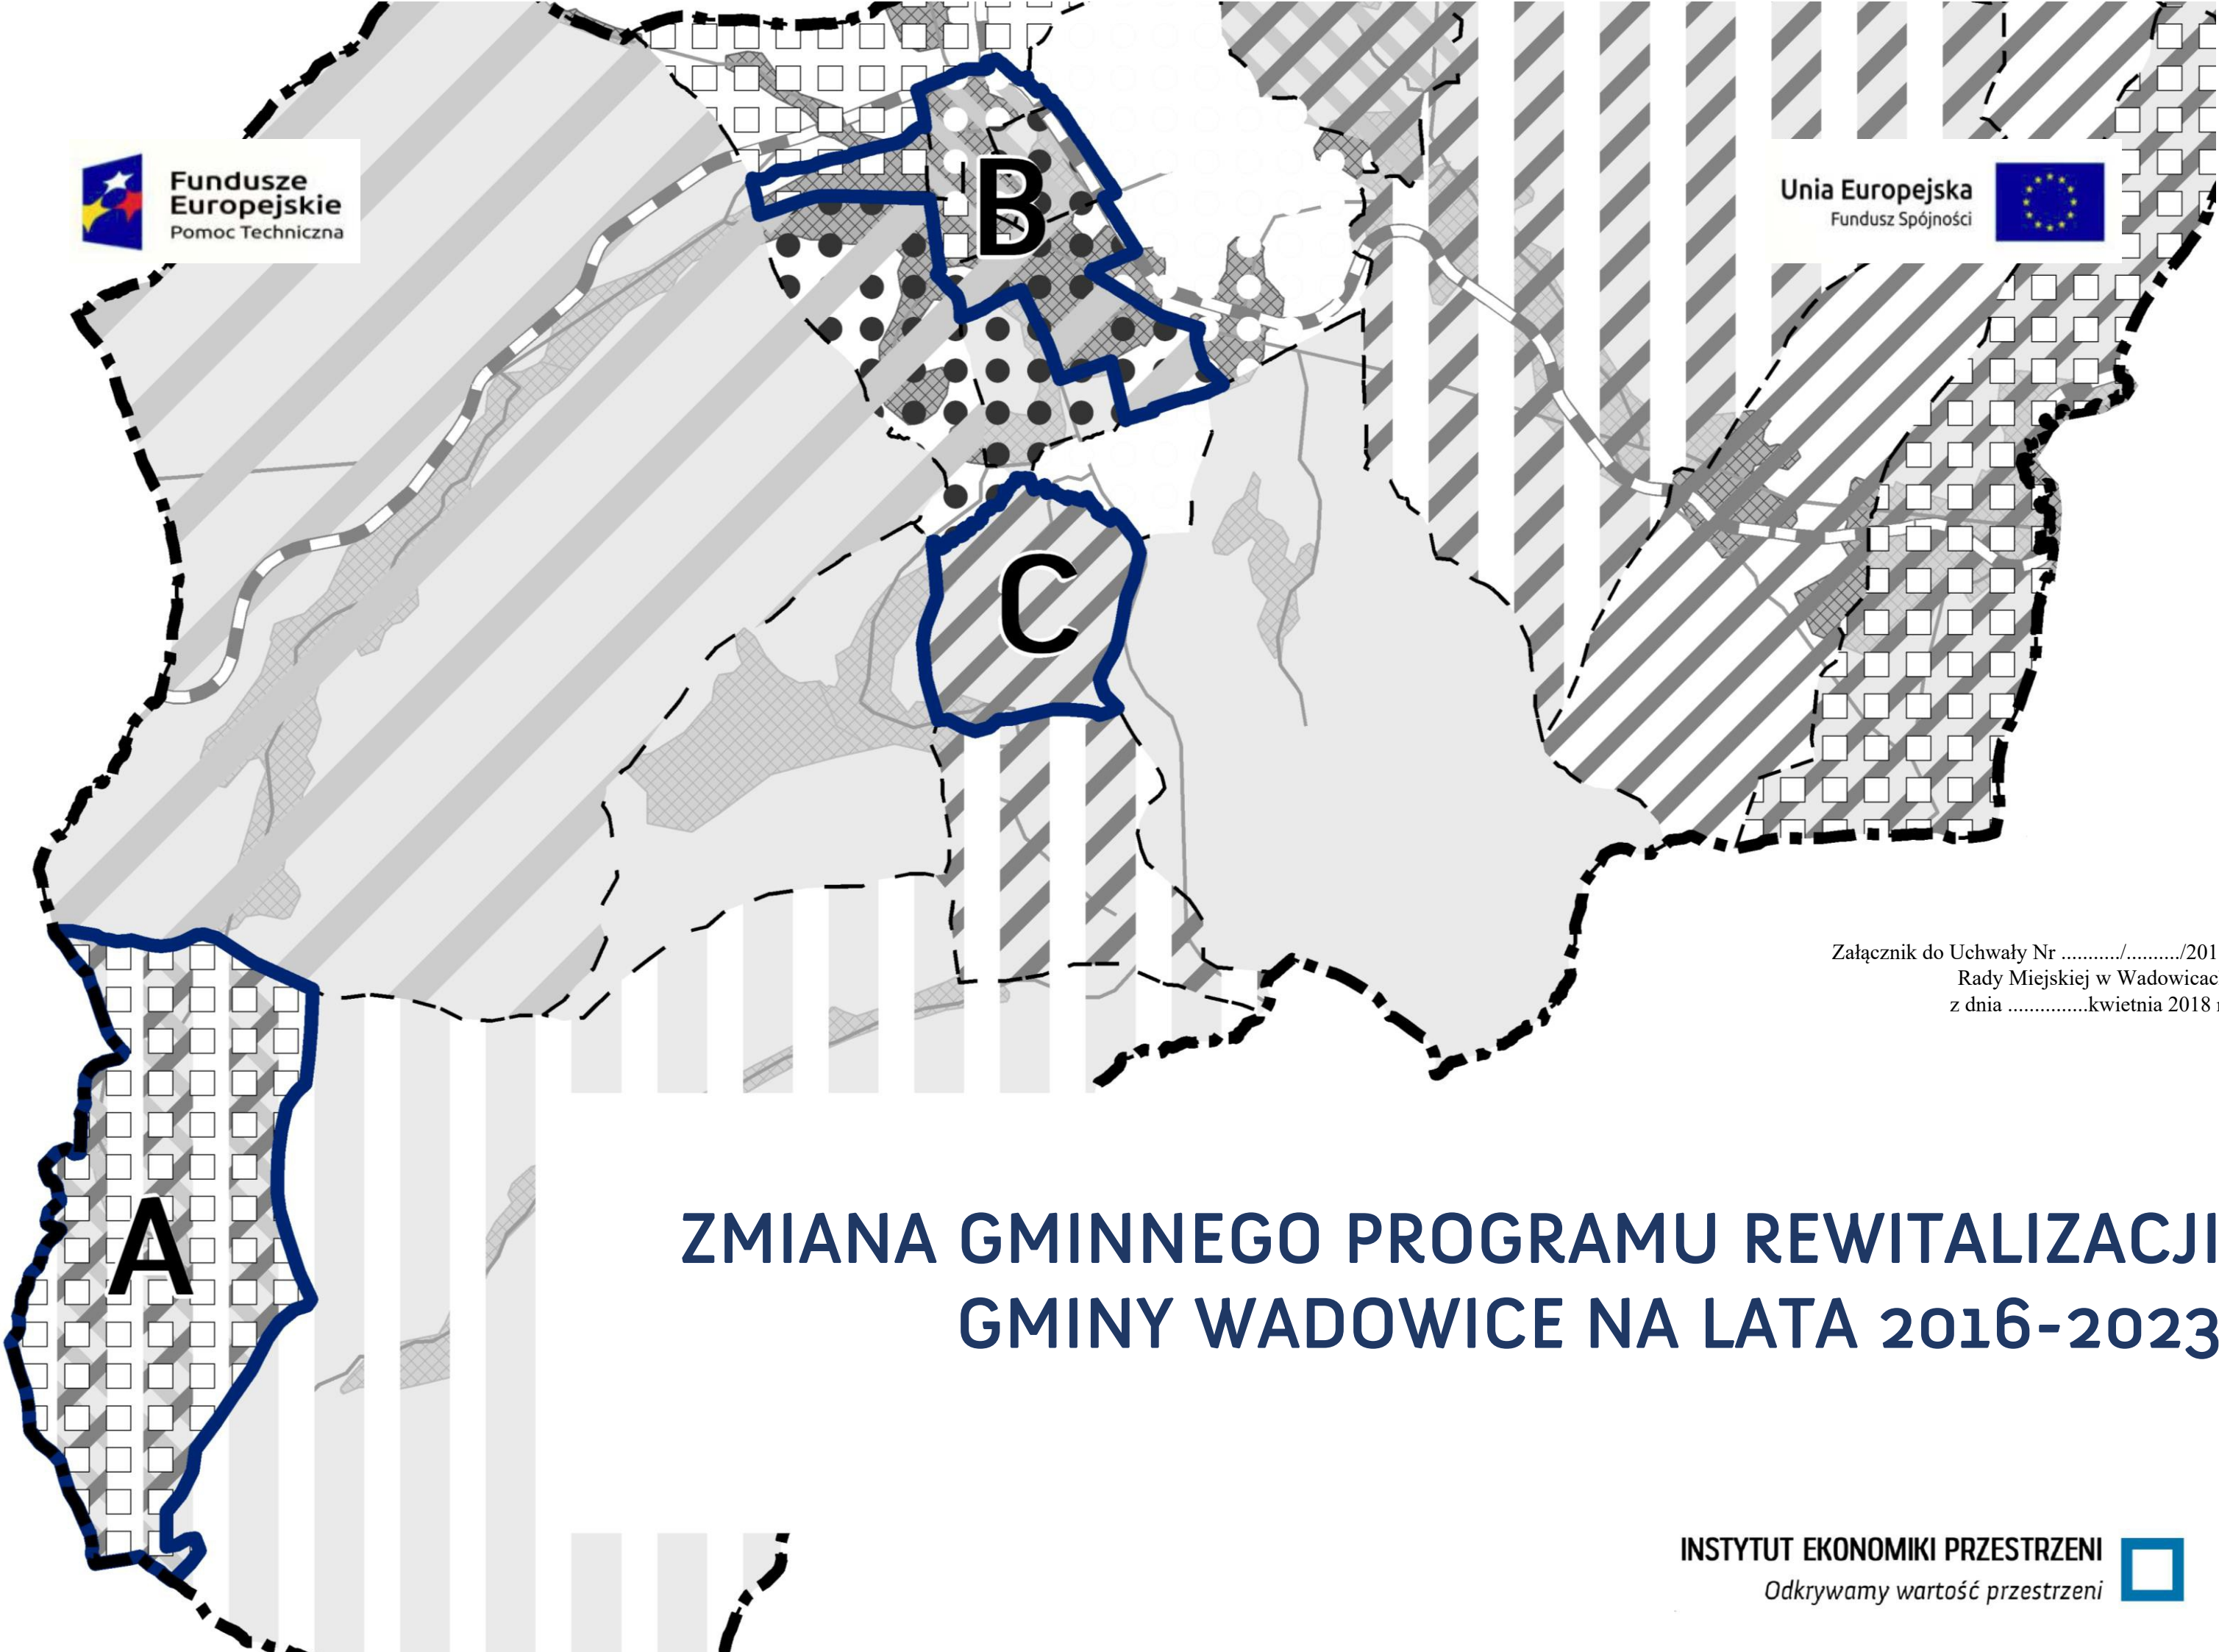 Fundusze
Europejskie
Pomoc Techniczna
Unia Europejska
Fundusz Spójności
B
C
A
Załącznik do Uchwały Nr .........../........../201
Rady Miejskiej w Wadowicac
z dnia ...............kwietnia 2018 r
ZMIANA GMINNEGO PROGRAMU REWITALIZACJI
GMINY WADOWICE NA LATA 2016-2023
INSTYTUT EKONOMIKI PRZESTRZENI
Odkrywamy wartość przestrzeni